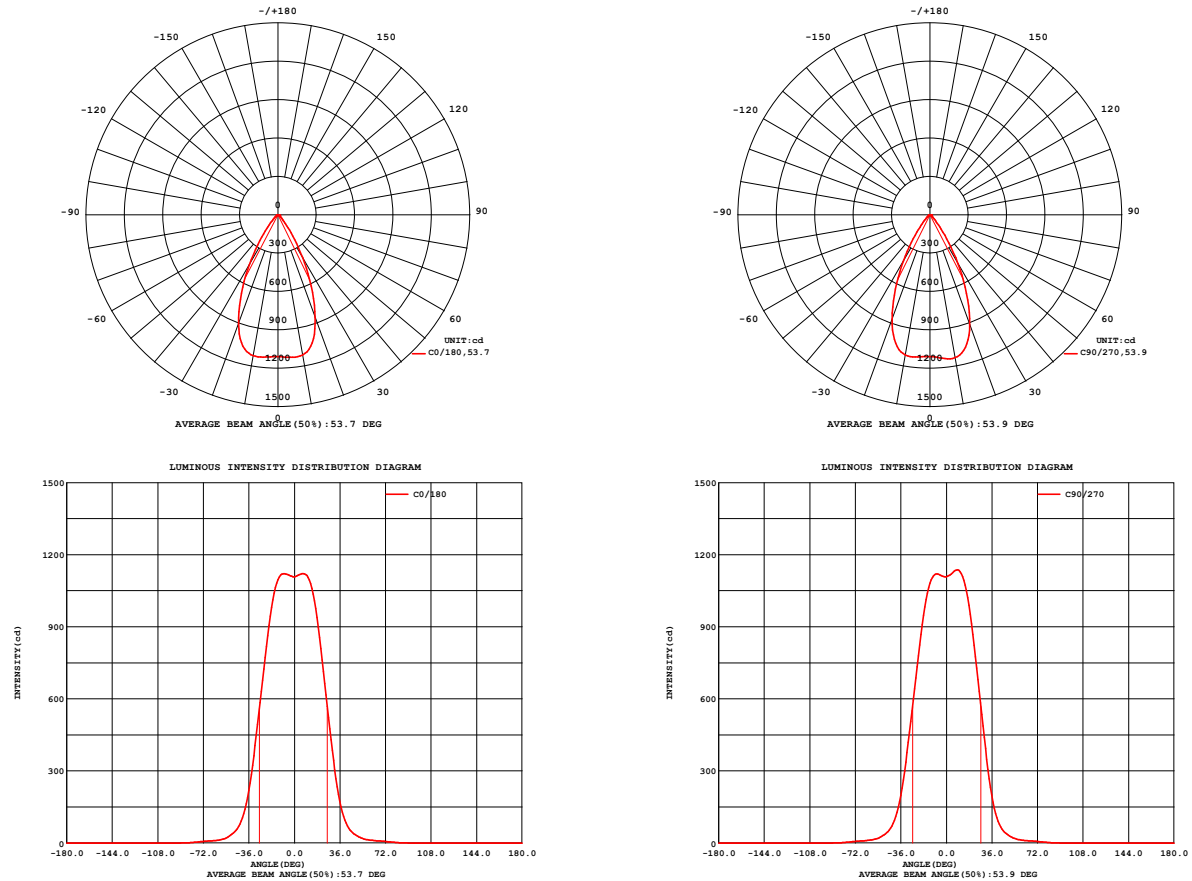 -/+180
-150
150
-120
120
-90
90
-60
60
-30
30
0
300
600
900
1200
1500
0
UNIT:cd
C0/180,53.7
AVERAGE BEAM ANGLE(50%):53.7 DEG
-/+180
-150
150
-120
120
-90
90
-60
60
-30
30
0
300
600
900
1200
1500
0
UNIT:cd
C90/270,53.9
AVERAGE BEAM ANGLE(50%):53.9 DEG
LUMINOUS INTENSITY DISTRIBUTION DIAGRAM
C0/180
1500
1200
900
600
300
0
INTENSITY(cd)
-180.0 -144.0 -108.0 -72.0 -36.0 0.0 36.0 72.0 108.0 144.0 180.0
ANGLE(DEG)
AVERAGE BEAM ANGLE(50%):53.7 DEG
LUMINOUS INTENSITY DISTRIBUTION DIAGRAM
C90/270
1500
1200
900
600
300
0
INTENSITY(cd)
-180.0 -144.0 -108.0 -72.0 -36.0 0.0 36.0 72.0 108.0 144.0 180.0
ANGLE(DEG)
AVERAGE BEAM ANGLE(50%):53.9 DEG